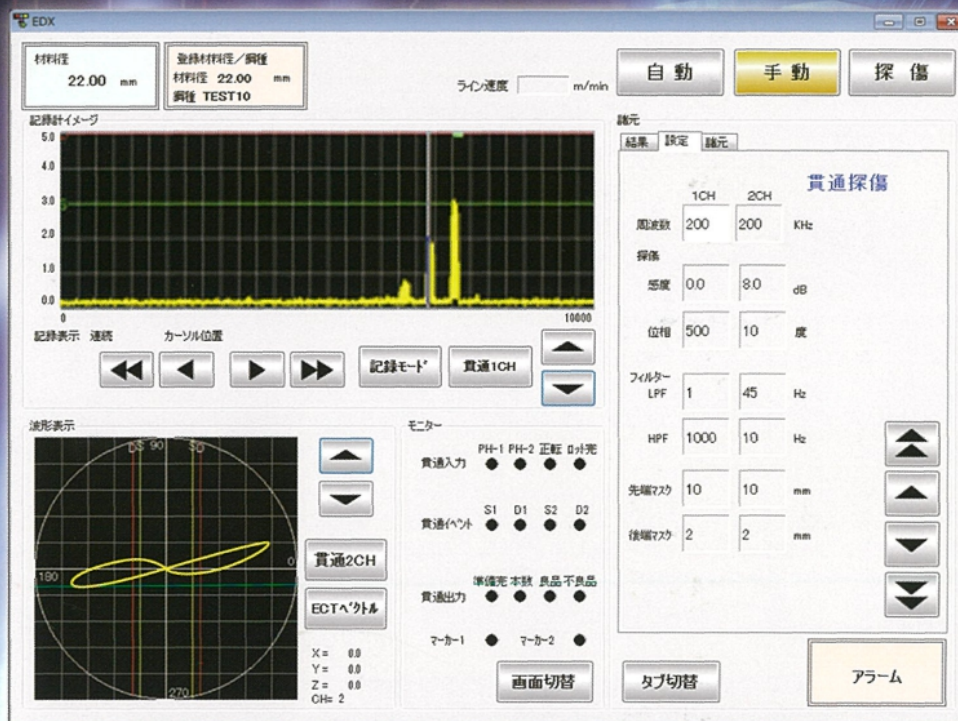 EDX
材料径
22.00 mm
登録材料径／鋼種
材料径 22.00 mm
鋼種 TEST10
ライン速度 m/min
自動
手動
探傷
記録計イメージ
5.0
4.0
3.0
2.0
1.0
0.0
0 10000
記録表示 連続 カーソル位置
記録モード
貫通1CH
諸元
結果 設定 諸元
貫通探傷
1CH 2CH
周波数 200 200 KHz
探傷
感度 0.0 8.0 dB
位相 500 10 度
フィルター
LPF 1 45 Hz
HPF 1000 10 Hz
先端マスク 10 10 mm
後端マスク 2 2 mm
波形表示
DS 90 SD
180 0
270
貫通2CH
ECTベクトル
X= 0.0
Y= 0.0
Z= 0.0
CH= 2
モニター
PH-1 PH-2 正転 ロット完
貫通入力
S1 D1 S2 D2
貫通イベント
準備完 本数 良品 不良品
貫通出力
マーカー1 マーカー2
画面切替
タブ切替
アラーム